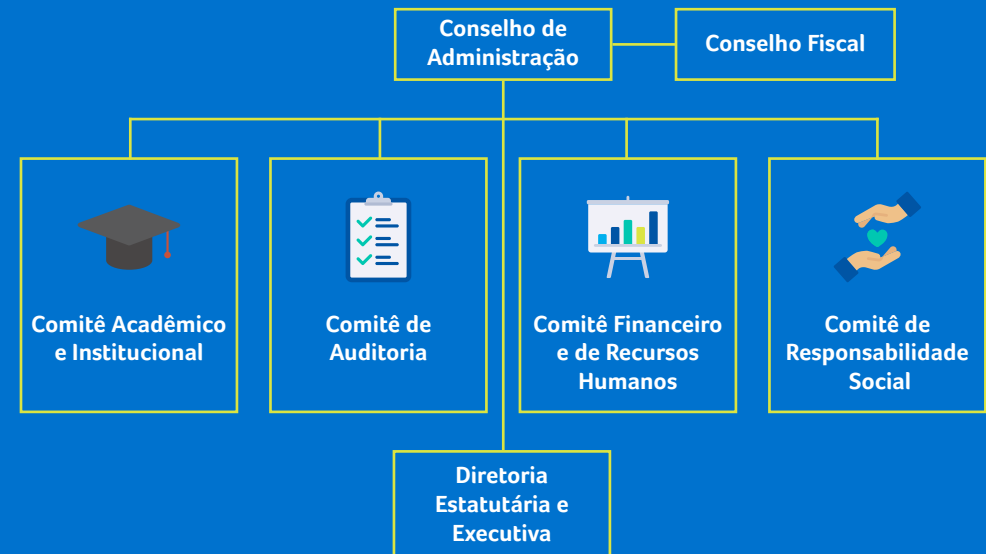 Conselho de
Administração
Conselho Fiscal
Comitê Acadêmico
e Institucional
Comitê de
Auditoria
Comitê Financeiro
e de Recursos
Humanos
Comitê de
Responsabilidade
Social
Diretoria
Estatutária e
Executiva